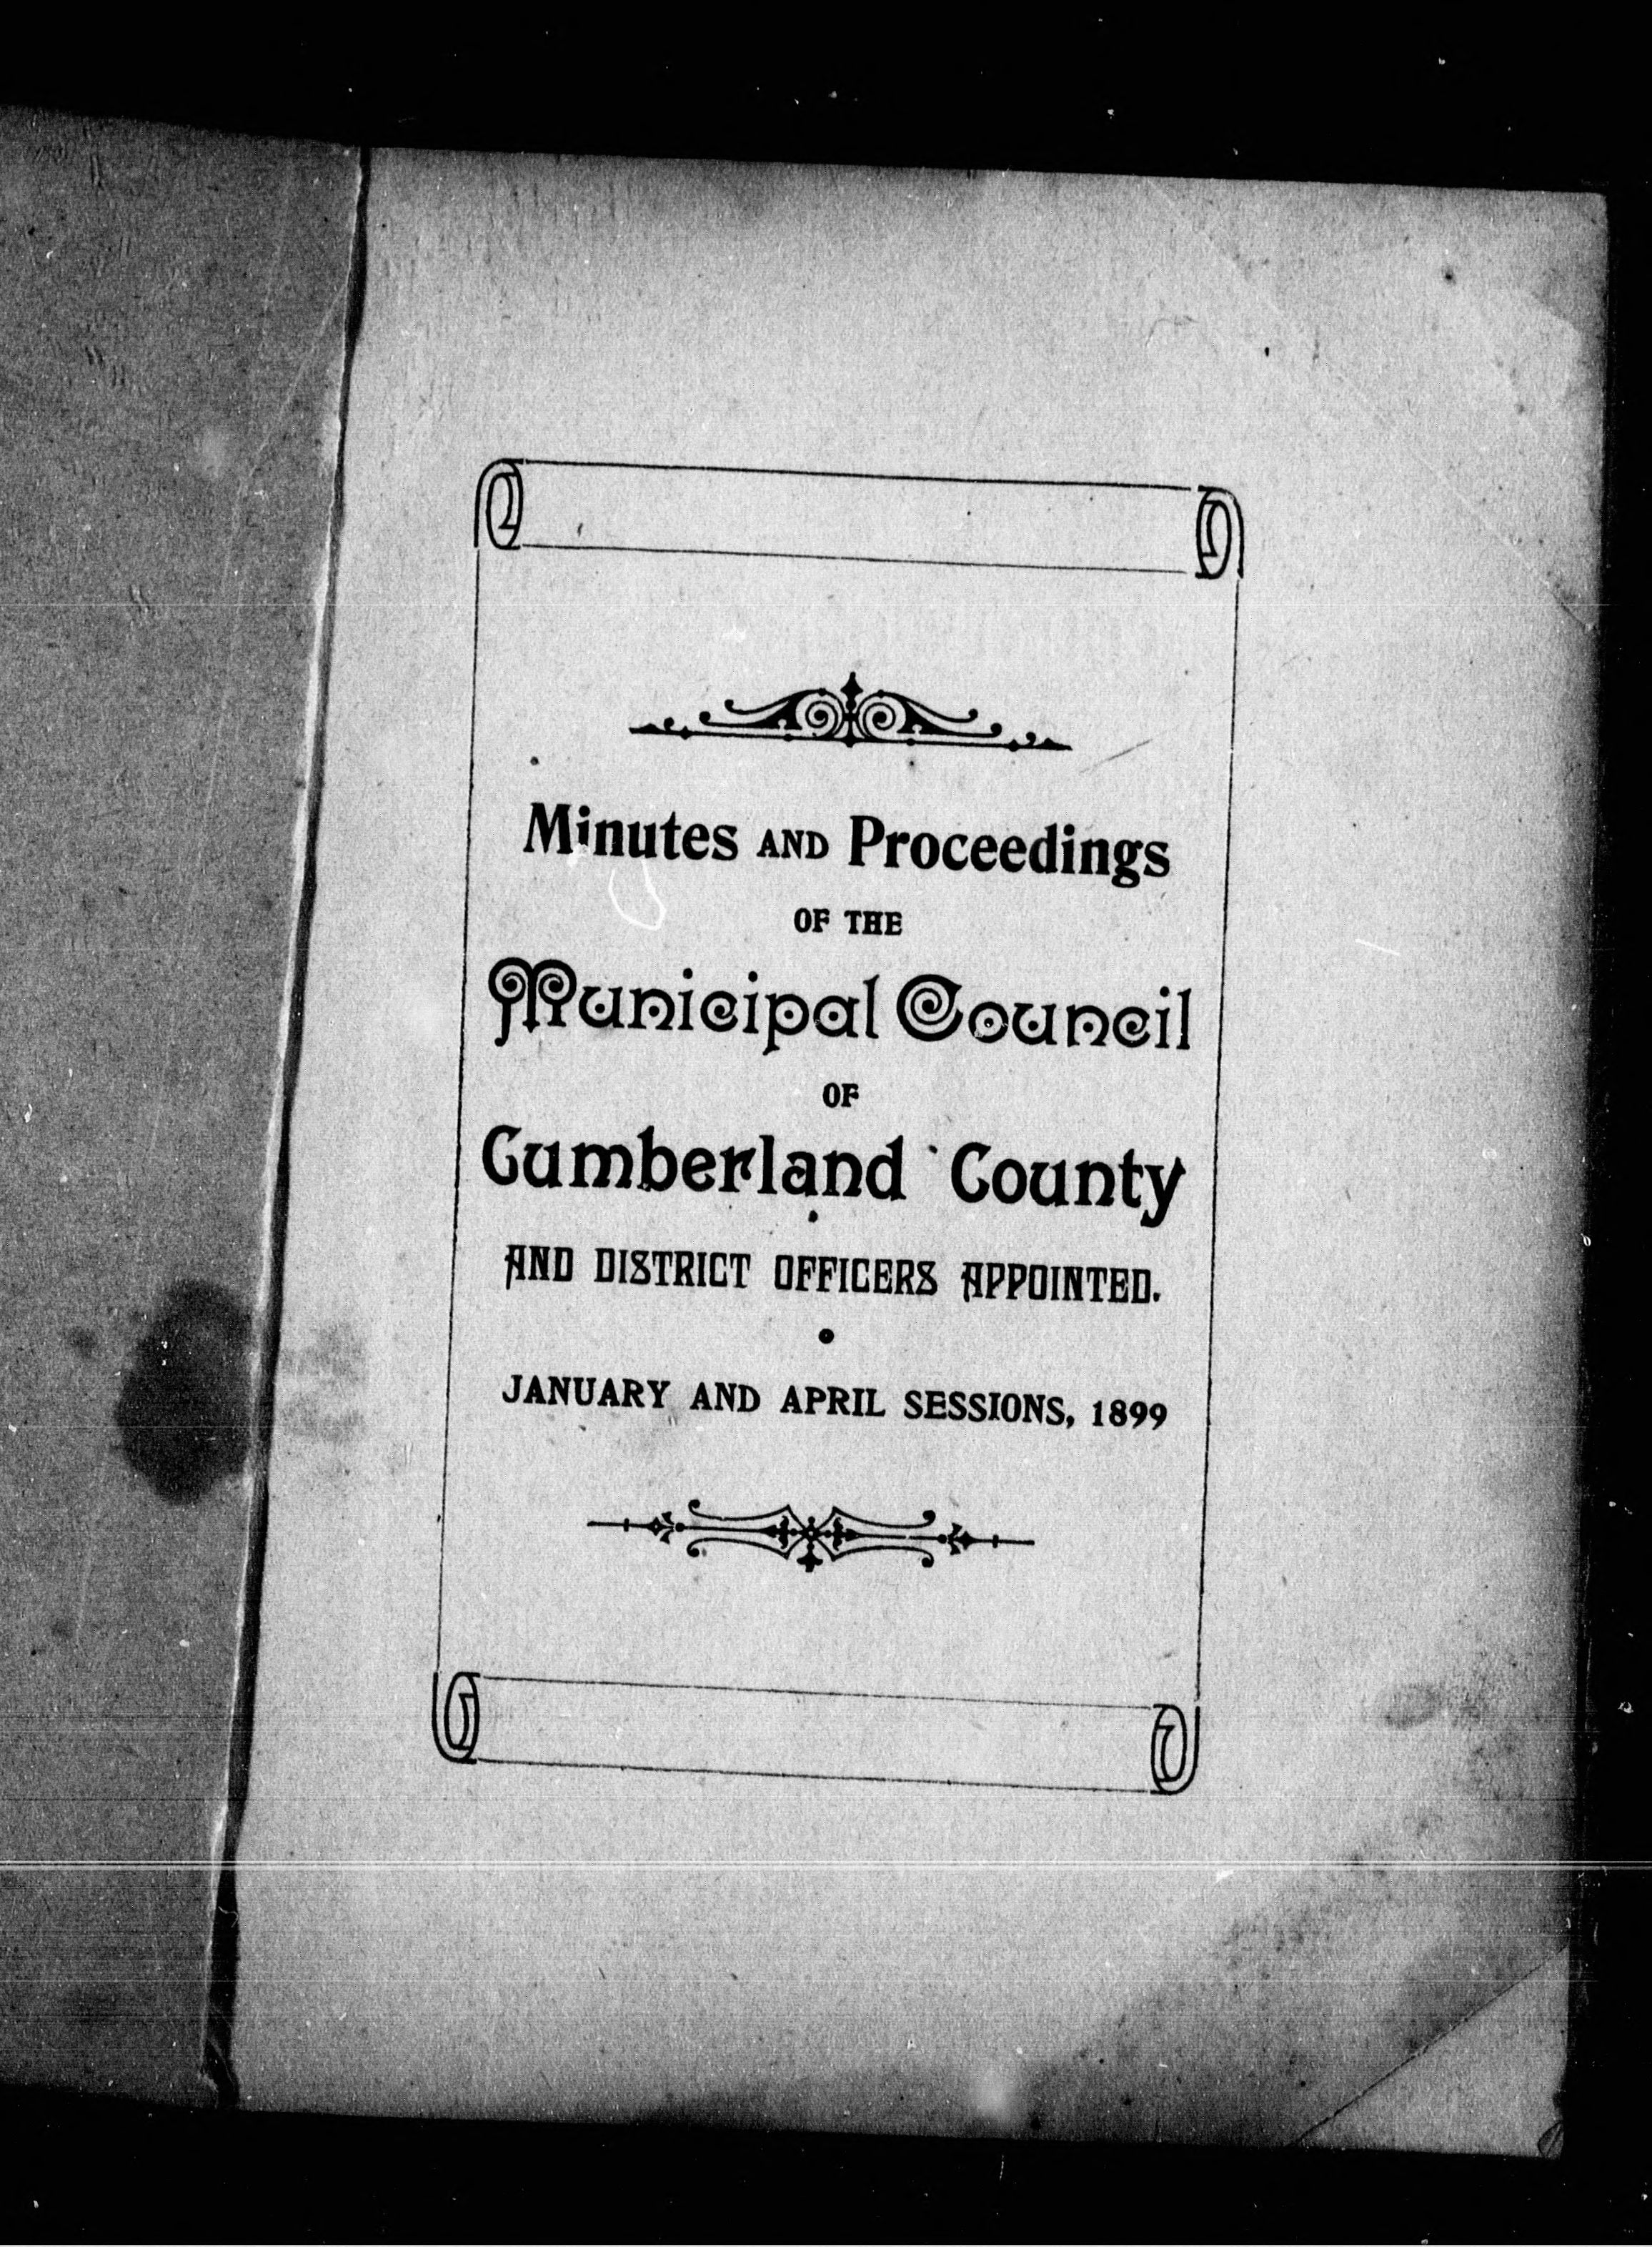 Minutes AND Proceedings
OF THE
Municipal Council
OF
Cumberland County
AND DISTRICT OFFICERS APPOINTED.
JANUARY AND APRIL SESSIONS, 1899